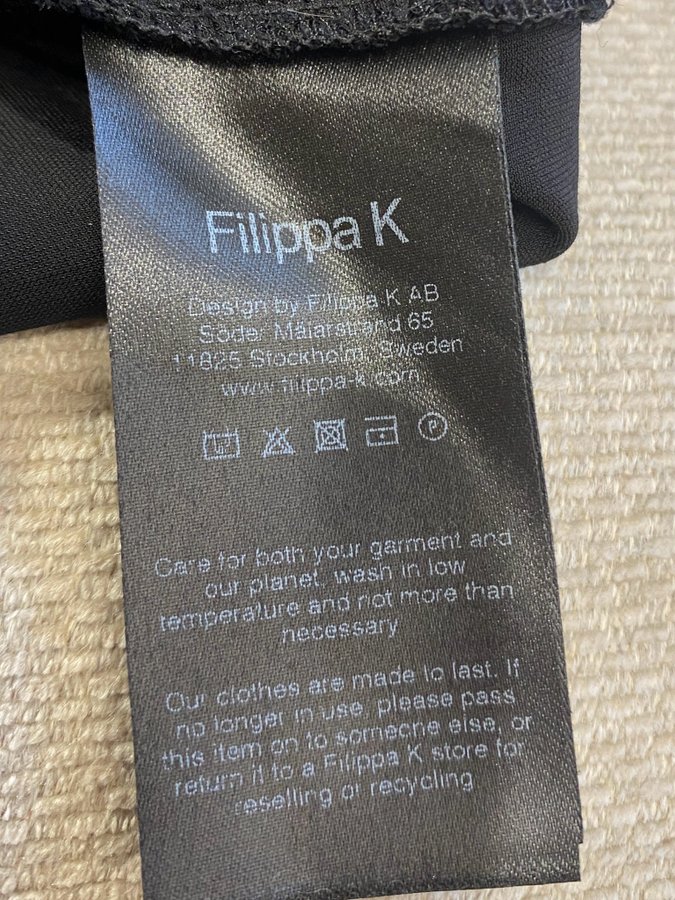 Filippa K
Design by Filippa K AB
Söder Mälarstrand 65
11825 Stockholm, Sweden
www.filippa-k.com
P
Care for both your garment and
our planet, wash in low
temperature and not more than
necessary
Our clothes are made to last. If
no longer in use, please pass
this item on to someone else, or
return it to a Filippa K store for
reselling or recycling